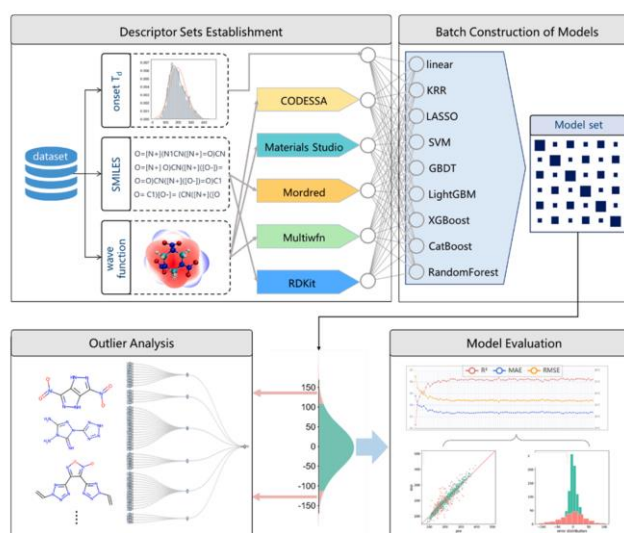 Descriptor Sets Establishment
Batch Construction of Models
dataset
onset Td
SMILES
O=[N+](N1CN([N+]=O)CN
O=[N+] O)CN([N+]([O-])=
O=O)CN([N+]([O-])=O)C1
O= C1)[O-]= (CN([N+]([O
wave function
CODESSA
Materials Studio
Mordred
Multiwfn
RDKit
linear
KRR
LASSO
SVM
GBDT
LightGBM
XGBoost
CatBoost
RandomForest
Model set
Outlier Analysis
150
100
50
0
-50
-100
-150
Model Evaluation
R² MAE RMSE